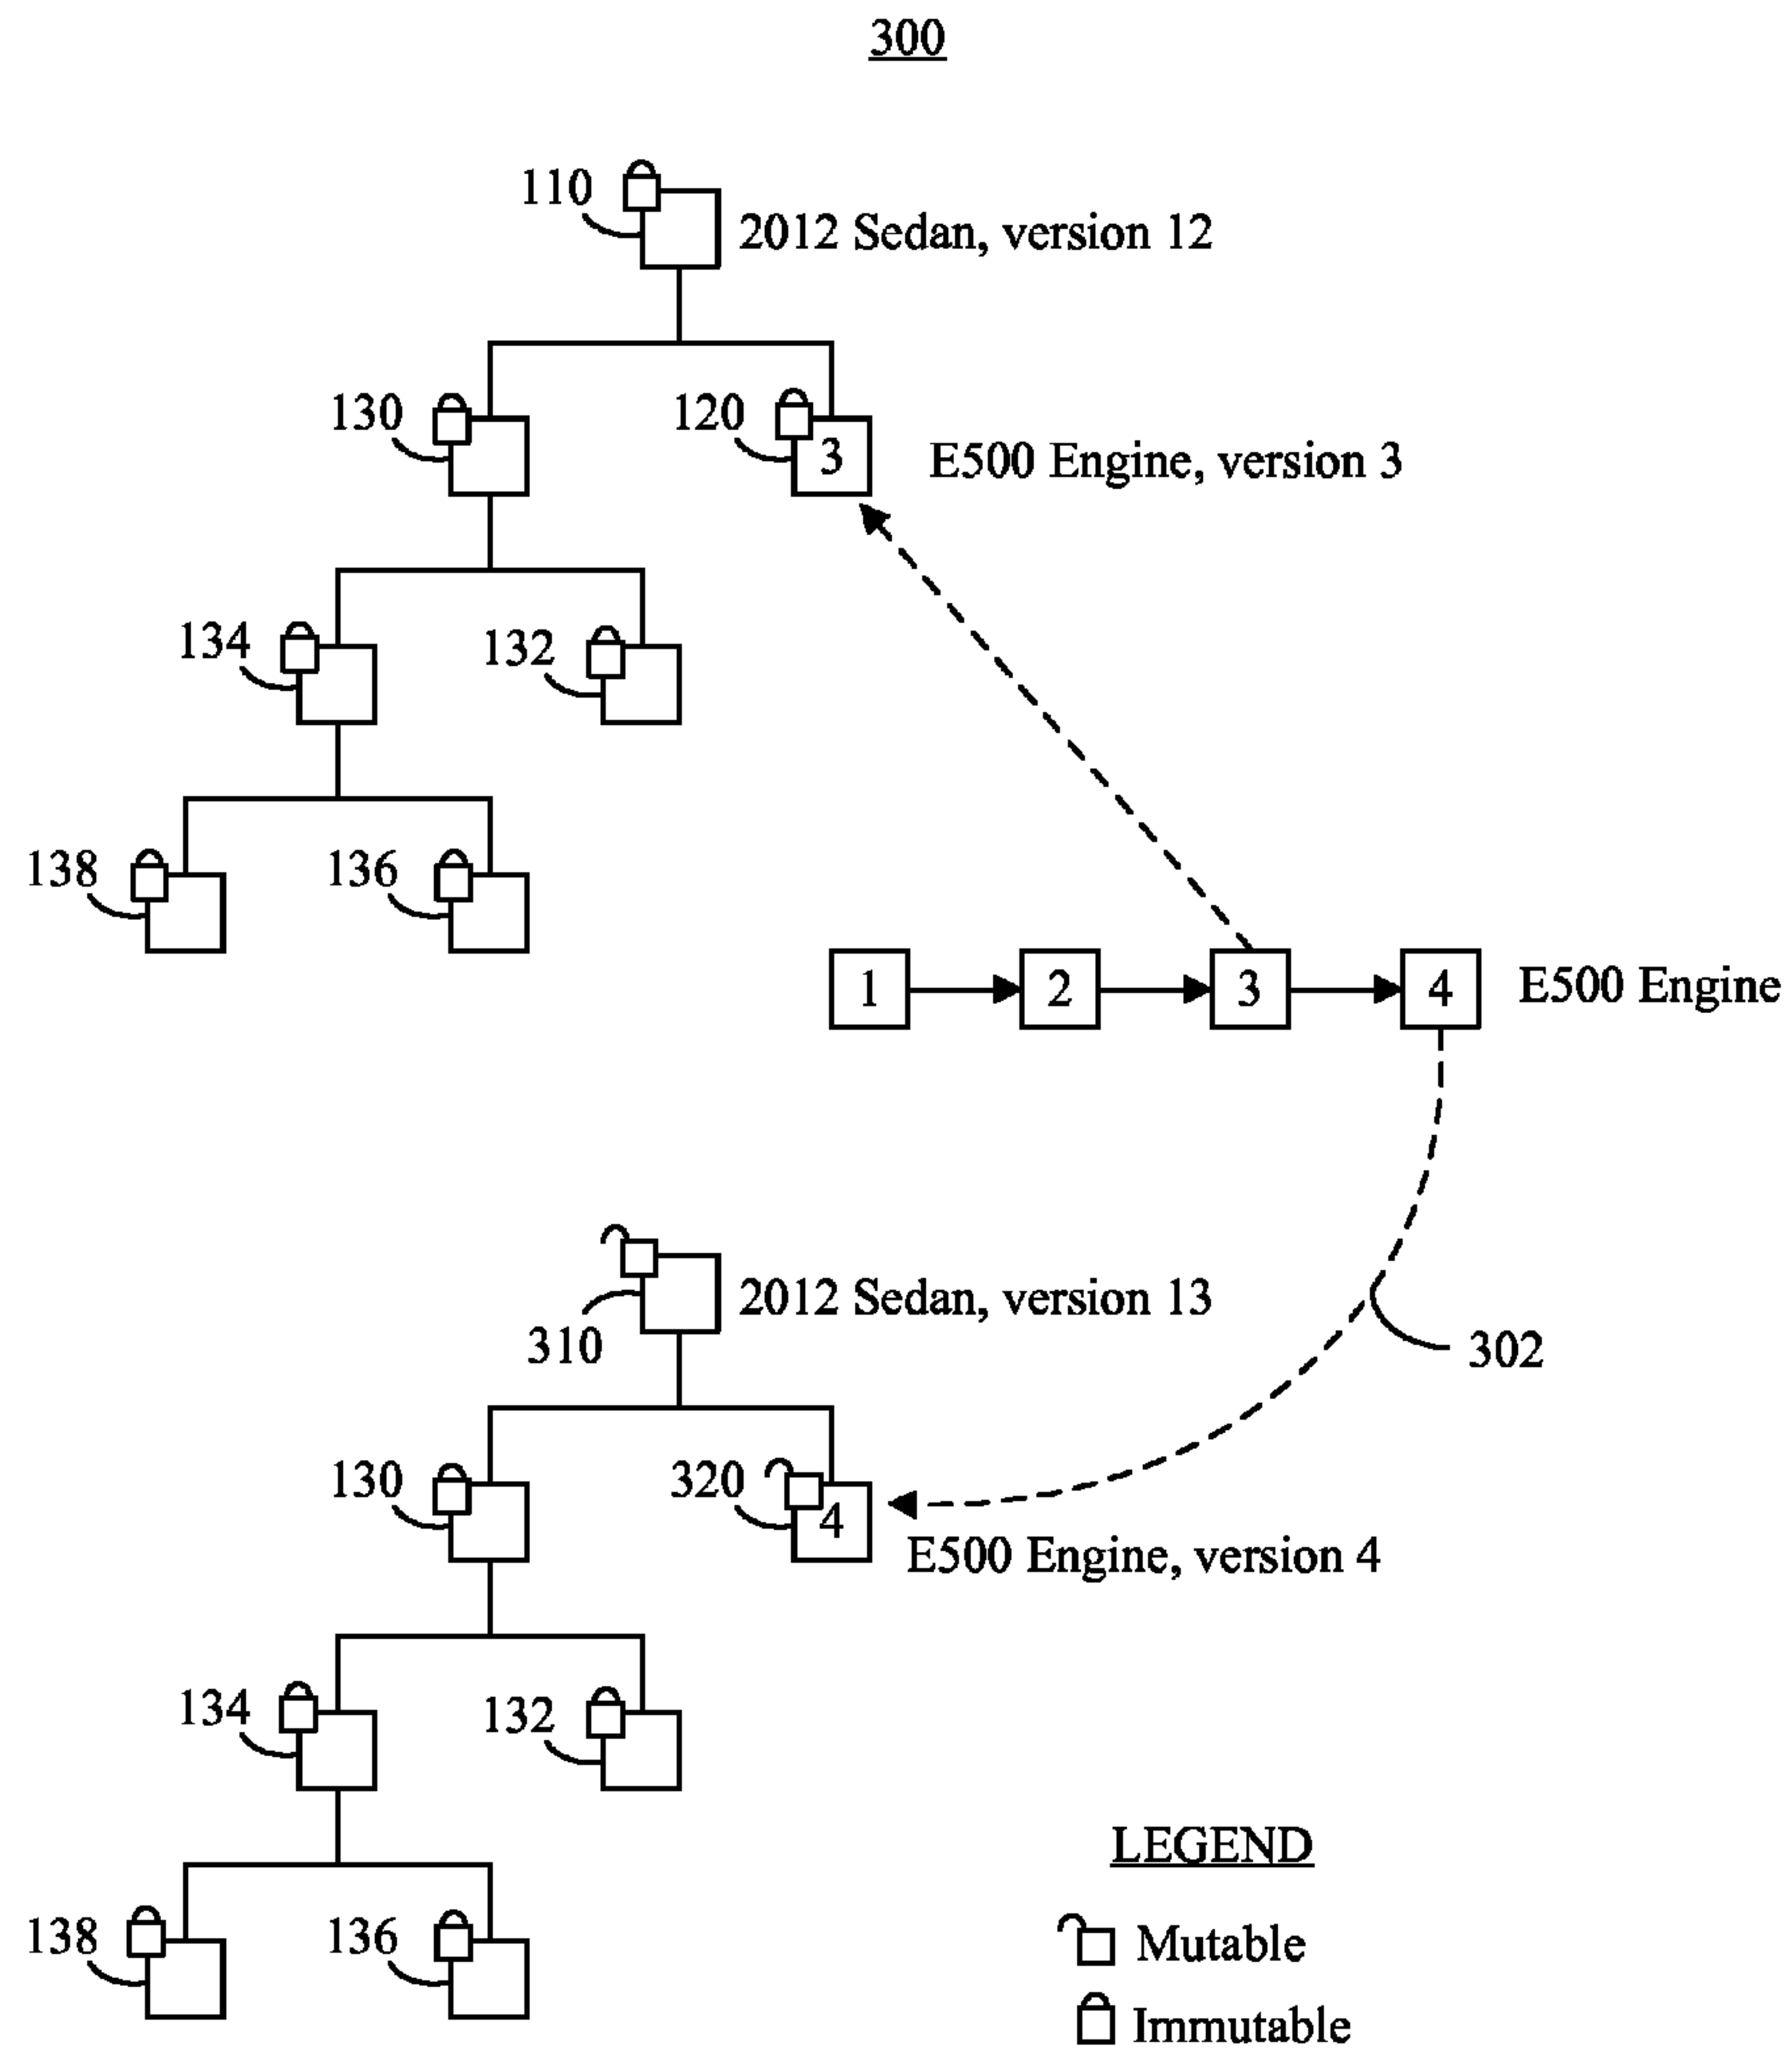 300
110
2012 Sedan, version 12
130
120
3
E500 Engine, version 3
134
132
138
136
1
2
3
4
E500 Engine
2012 Sedan, version 13
310
302
130
320
4
E500 Engine, version 4
134
132
LEGEND
138
136
Mutable
Immutable